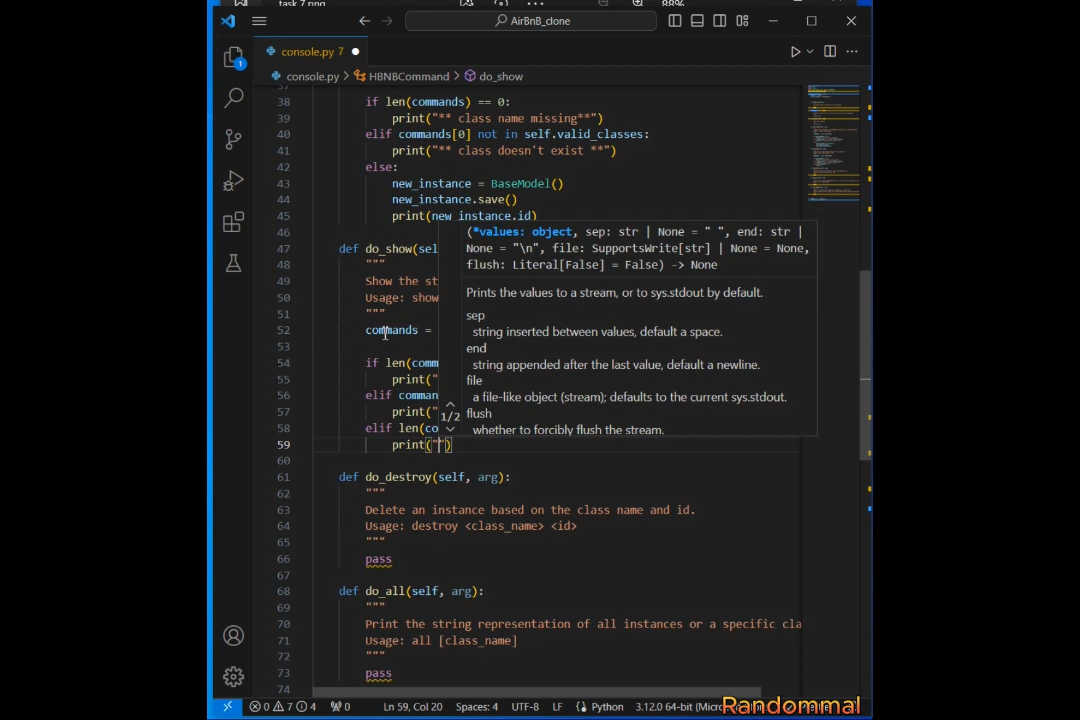 task 7.png
88%
AirBnB_clone
console.py 7
console.py > HBNBCommand > do_show
38 if len(commands) == 0:
39 print("** class name missing**")
40 elif commands[0] not in self.valid_classes:
41 print("** class doesn't exist **")
42 else:
43 new_instance = BaseModel()
44 new_instance.save()
45 print(new_instance.id)
46
47 def do_show(sel
48 """
49 Show the st
50 Usage: show
51 """
52 commands =
53
54 if len(comm
55 print("
56 elif comman
57 print("
58 elif len(co
59 print("")
(*values: object, sep: str | None = " ", end: str |
None = "\n", file: SupportsWrite[str] | None = None,
flush: Literal[False] = False) -> None
Prints the values to a stream, or to sys.stdout by default.
sep
string inserted between values, default a space.
end
string appended after the last value, default a newline.
file
a file-like object (stream); defaults to the current sys.stdout.
flush
whether to forcibly flush the stream.
1/2
60
61 def do_destroy(self, arg):
62 """
63 Delete an instance based on the class name and id.
64 Usage: destroy <class_name> <id>
65 """
66 pass
67
68 def do_all(self, arg):
69 """
70 Print the string representation of all instances or a specific cla
71 Usage: all [class_name]
72 """
73 pass
74
0 7 4 0 Ln 59, Col 20 Spaces: 4 UTF-8 LF Python 3.12.0 64-bit (Micr
Randommal